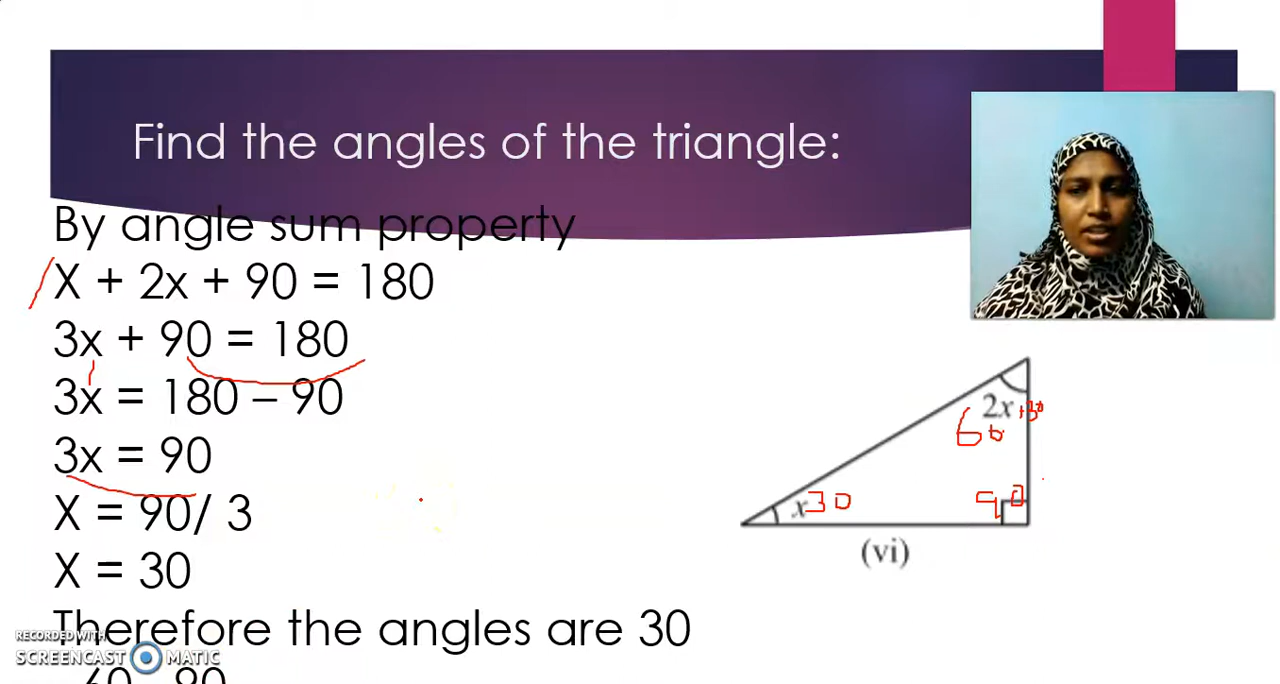 Find the angles of the triangle:
By angle sum property
X + 2x + 90 = 180
3x + 90 = 180
3x = 180 – 90
3x = 90
X = 90/ 3
X = 30
Therefore the angles are 30
60 90
2x
60
x 30
90
(vi)
RECORDED WITH
SCREENCAST MATIC